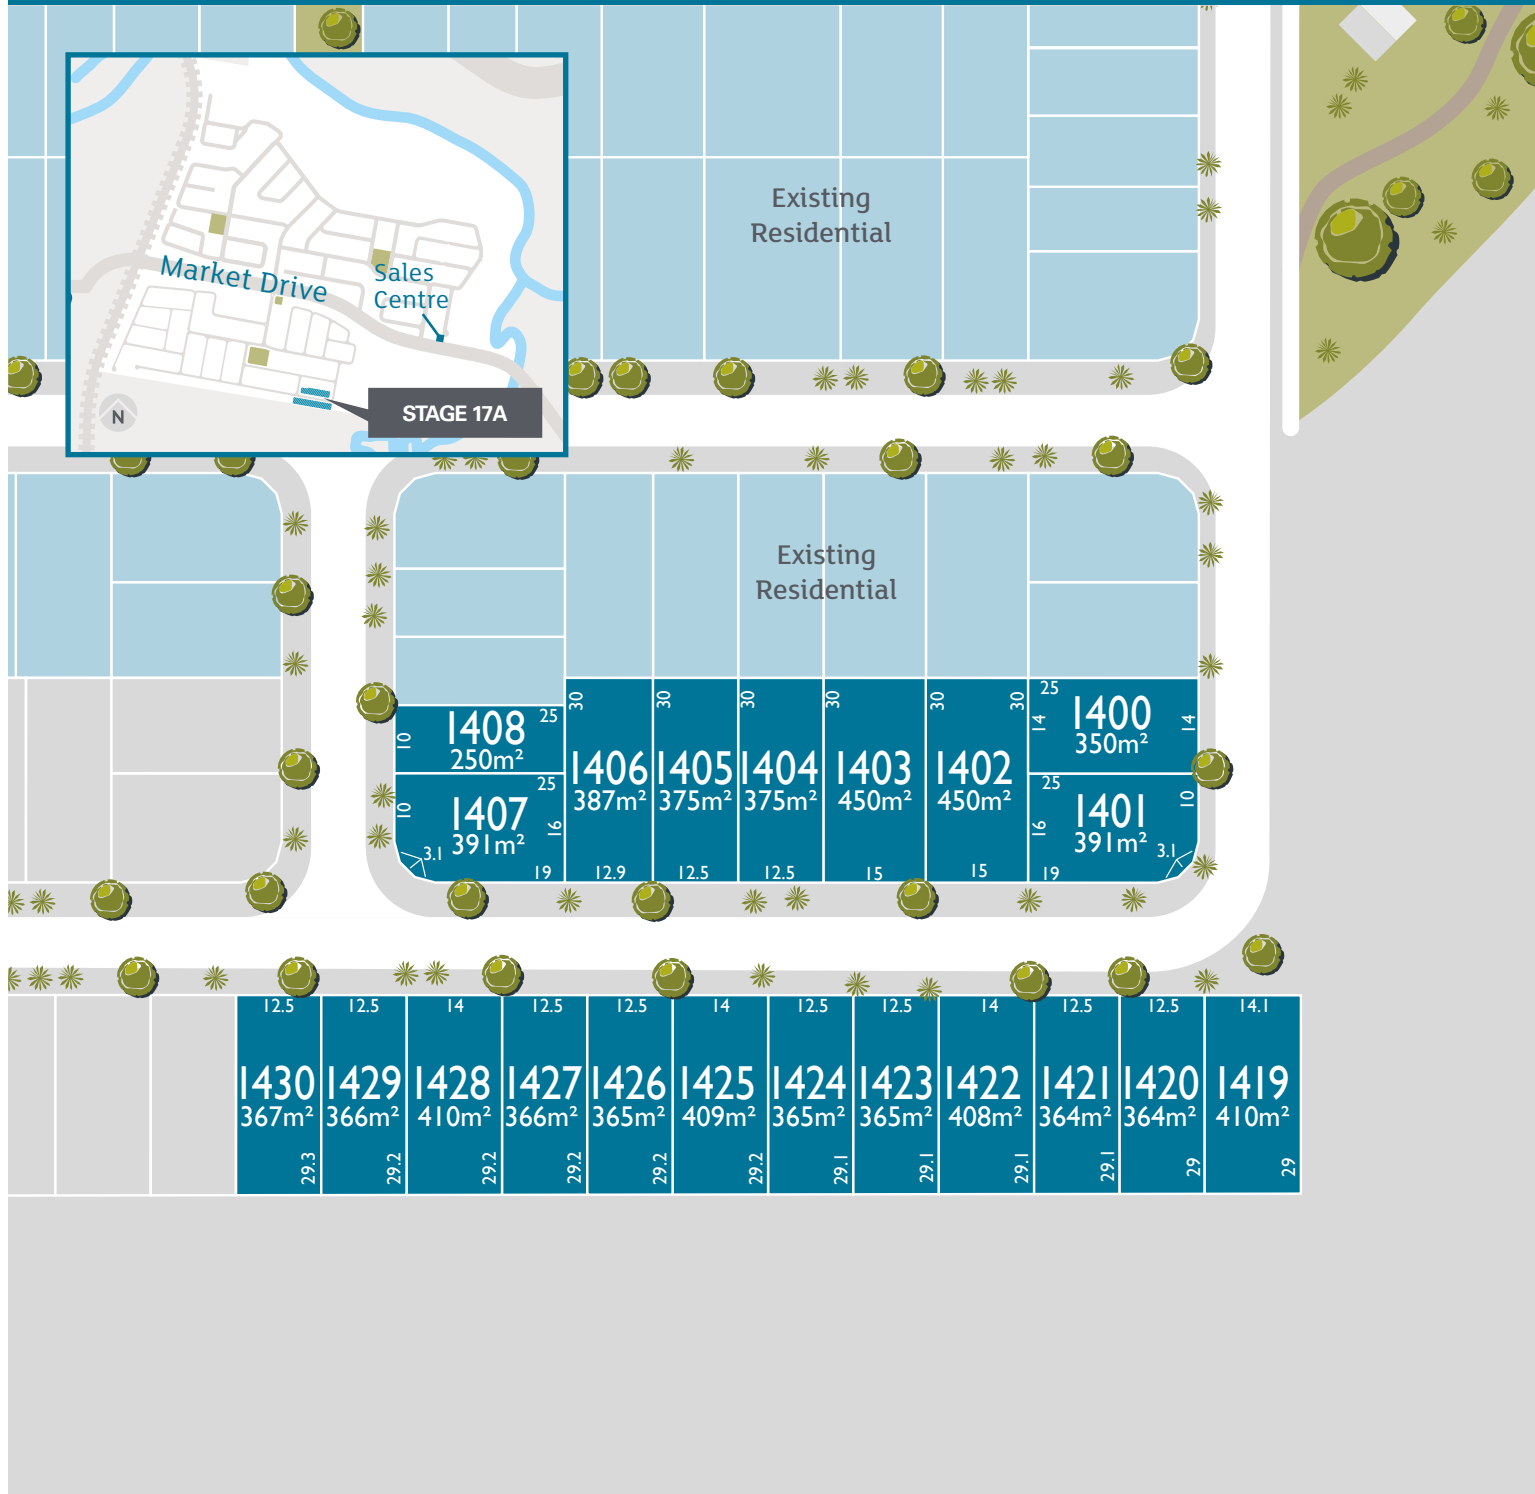 Existing
Residential
Market Drive
Sales
Centre
N
STAGE 17A
Existing
Residential
1408
250m²
25
10
1407
391m²
25
10
16
3.1
19
30
1406
387m²
12.9
30
1405
375m²
12.5
30
1404
375m²
12.5
30
1403
450m²
15
30
30
1402
450m²
15
25
1400
350m²
14
14
25
1401
391m²
10
16
3.1
19
12.5
1430
367m²
29.3
12.5
1429
366m²
29.2
14
1428
410m²
29.2
12.5
1427
366m²
29.2
12.5
1426
365m²
29.2
14
1425
409m²
29.2
12.5
1424
365m²
29.1
12.5
1423
365m²
29.1
14
1422
408m²
29.1
12.5
1421
364m²
29.1
12.5
1420
364m²
29
14.1
1419
410m²
29